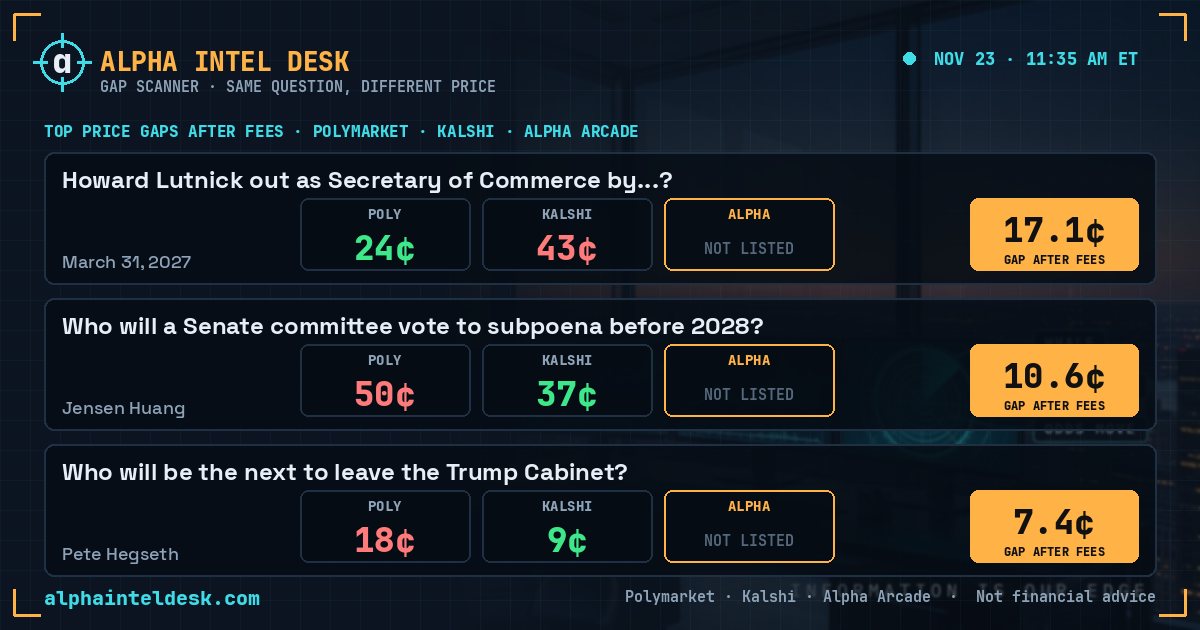 a ALPHA INTEL DESK
GAP SCANNER · SAME QUESTION, DIFFERENT PRICE
NOV 23 · 11:35 AM ET
TOP PRICE GAPS AFTER FEES · POLYMARKET · KALSHI · ALPHA ARCADE
Howard Lutnick out as Secretary of Commerce by...?
March 31, 2027
POLY
24¢
KALSHI
43¢
ALPHA
NOT LISTED
17.1¢
GAP AFTER FEES
Who will a Senate committee vote to subpoena before 2028?
Jensen Huang
POLY
50¢
KALSHI
37¢
ALPHA
NOT LISTED
10.6¢
GAP AFTER FEES
Who will be the next to leave the Trump Cabinet?
Pete Hegseth
POLY
18¢
KALSHI
9¢
ALPHA
NOT LISTED
7.4¢
GAP AFTER FEES
INFORMATION IS OUR EDGE
alphainteldesk.com
Polymarket · Kalshi · Alpha Arcade · Not financial advice